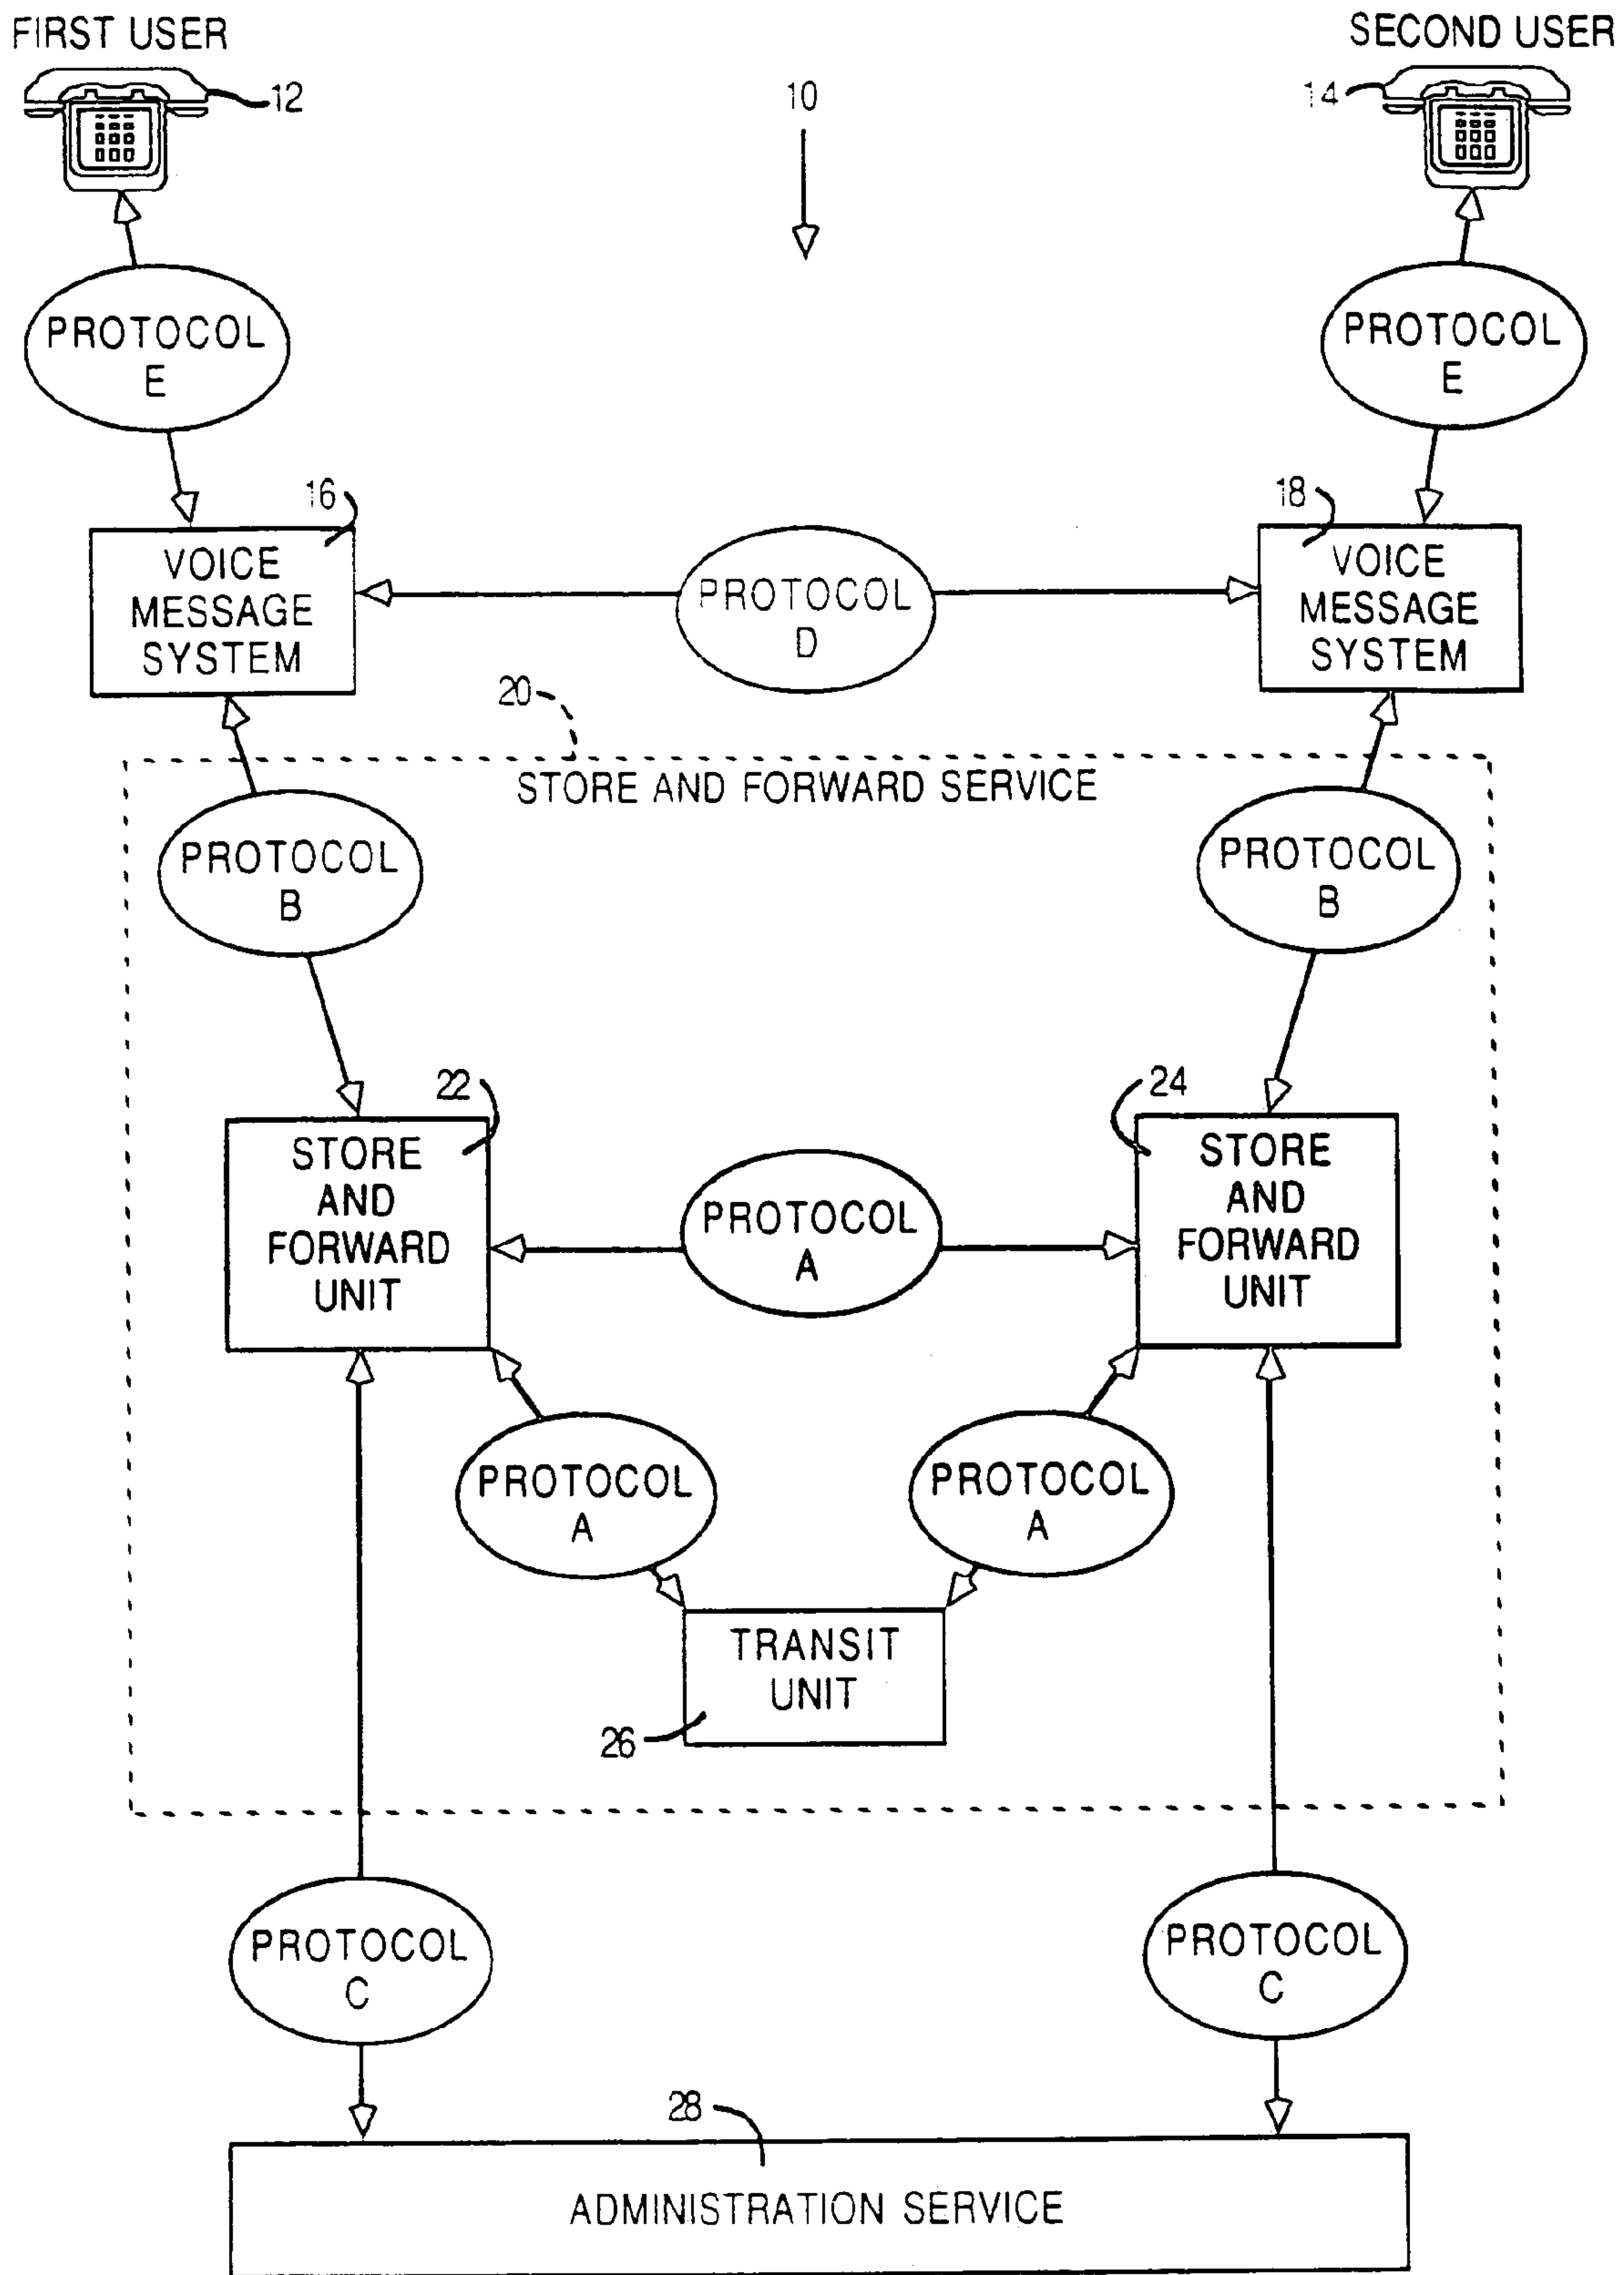 FIRST USER
SECOND USER
12
10
14
PROTOCOL
E
PROTOCOL
E
16
18
VOICE
MESSAGE
SYSTEM
PROTOCOL
D
VOICE
MESSAGE
SYSTEM
20
STORE AND FORWARD SERVICE
PROTOCOL
B
PROTOCOL
B
22
24
STORE
AND
FORWARD
UNIT
PROTOCOL
A
STORE
AND
FORWARD
UNIT
PROTOCOL
A
PROTOCOL
A
TRANSIT
UNIT
26
PROTOCOL
C
PROTOCOL
C
28
ADMINISTRATION SERVICE